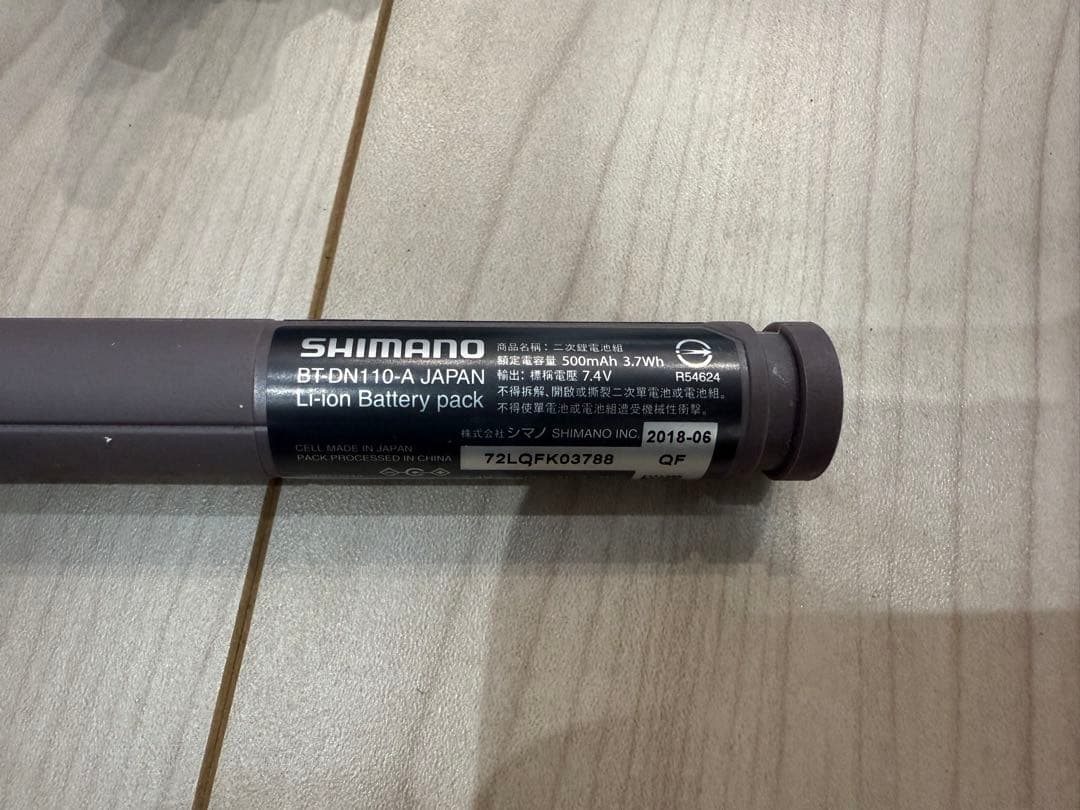 SHIMANO
BT-DN110-A JAPAN
Li-ion Battery pack
商品名稱：二次鋰電池組
額定電容量 500mAh 3.7Wh
輸出：標稱電壓 7.4V
R54624
不得拆解、開啟或撕裂二次單電池或電池組。
不得使單電池或電池組遭受機械性衝擊。
株式会社シマノ SHIMANO INC.
2018-06
CELL MADE IN JAPAN
PACK PROCESSED IN CHINA
72LQFK03788
QF